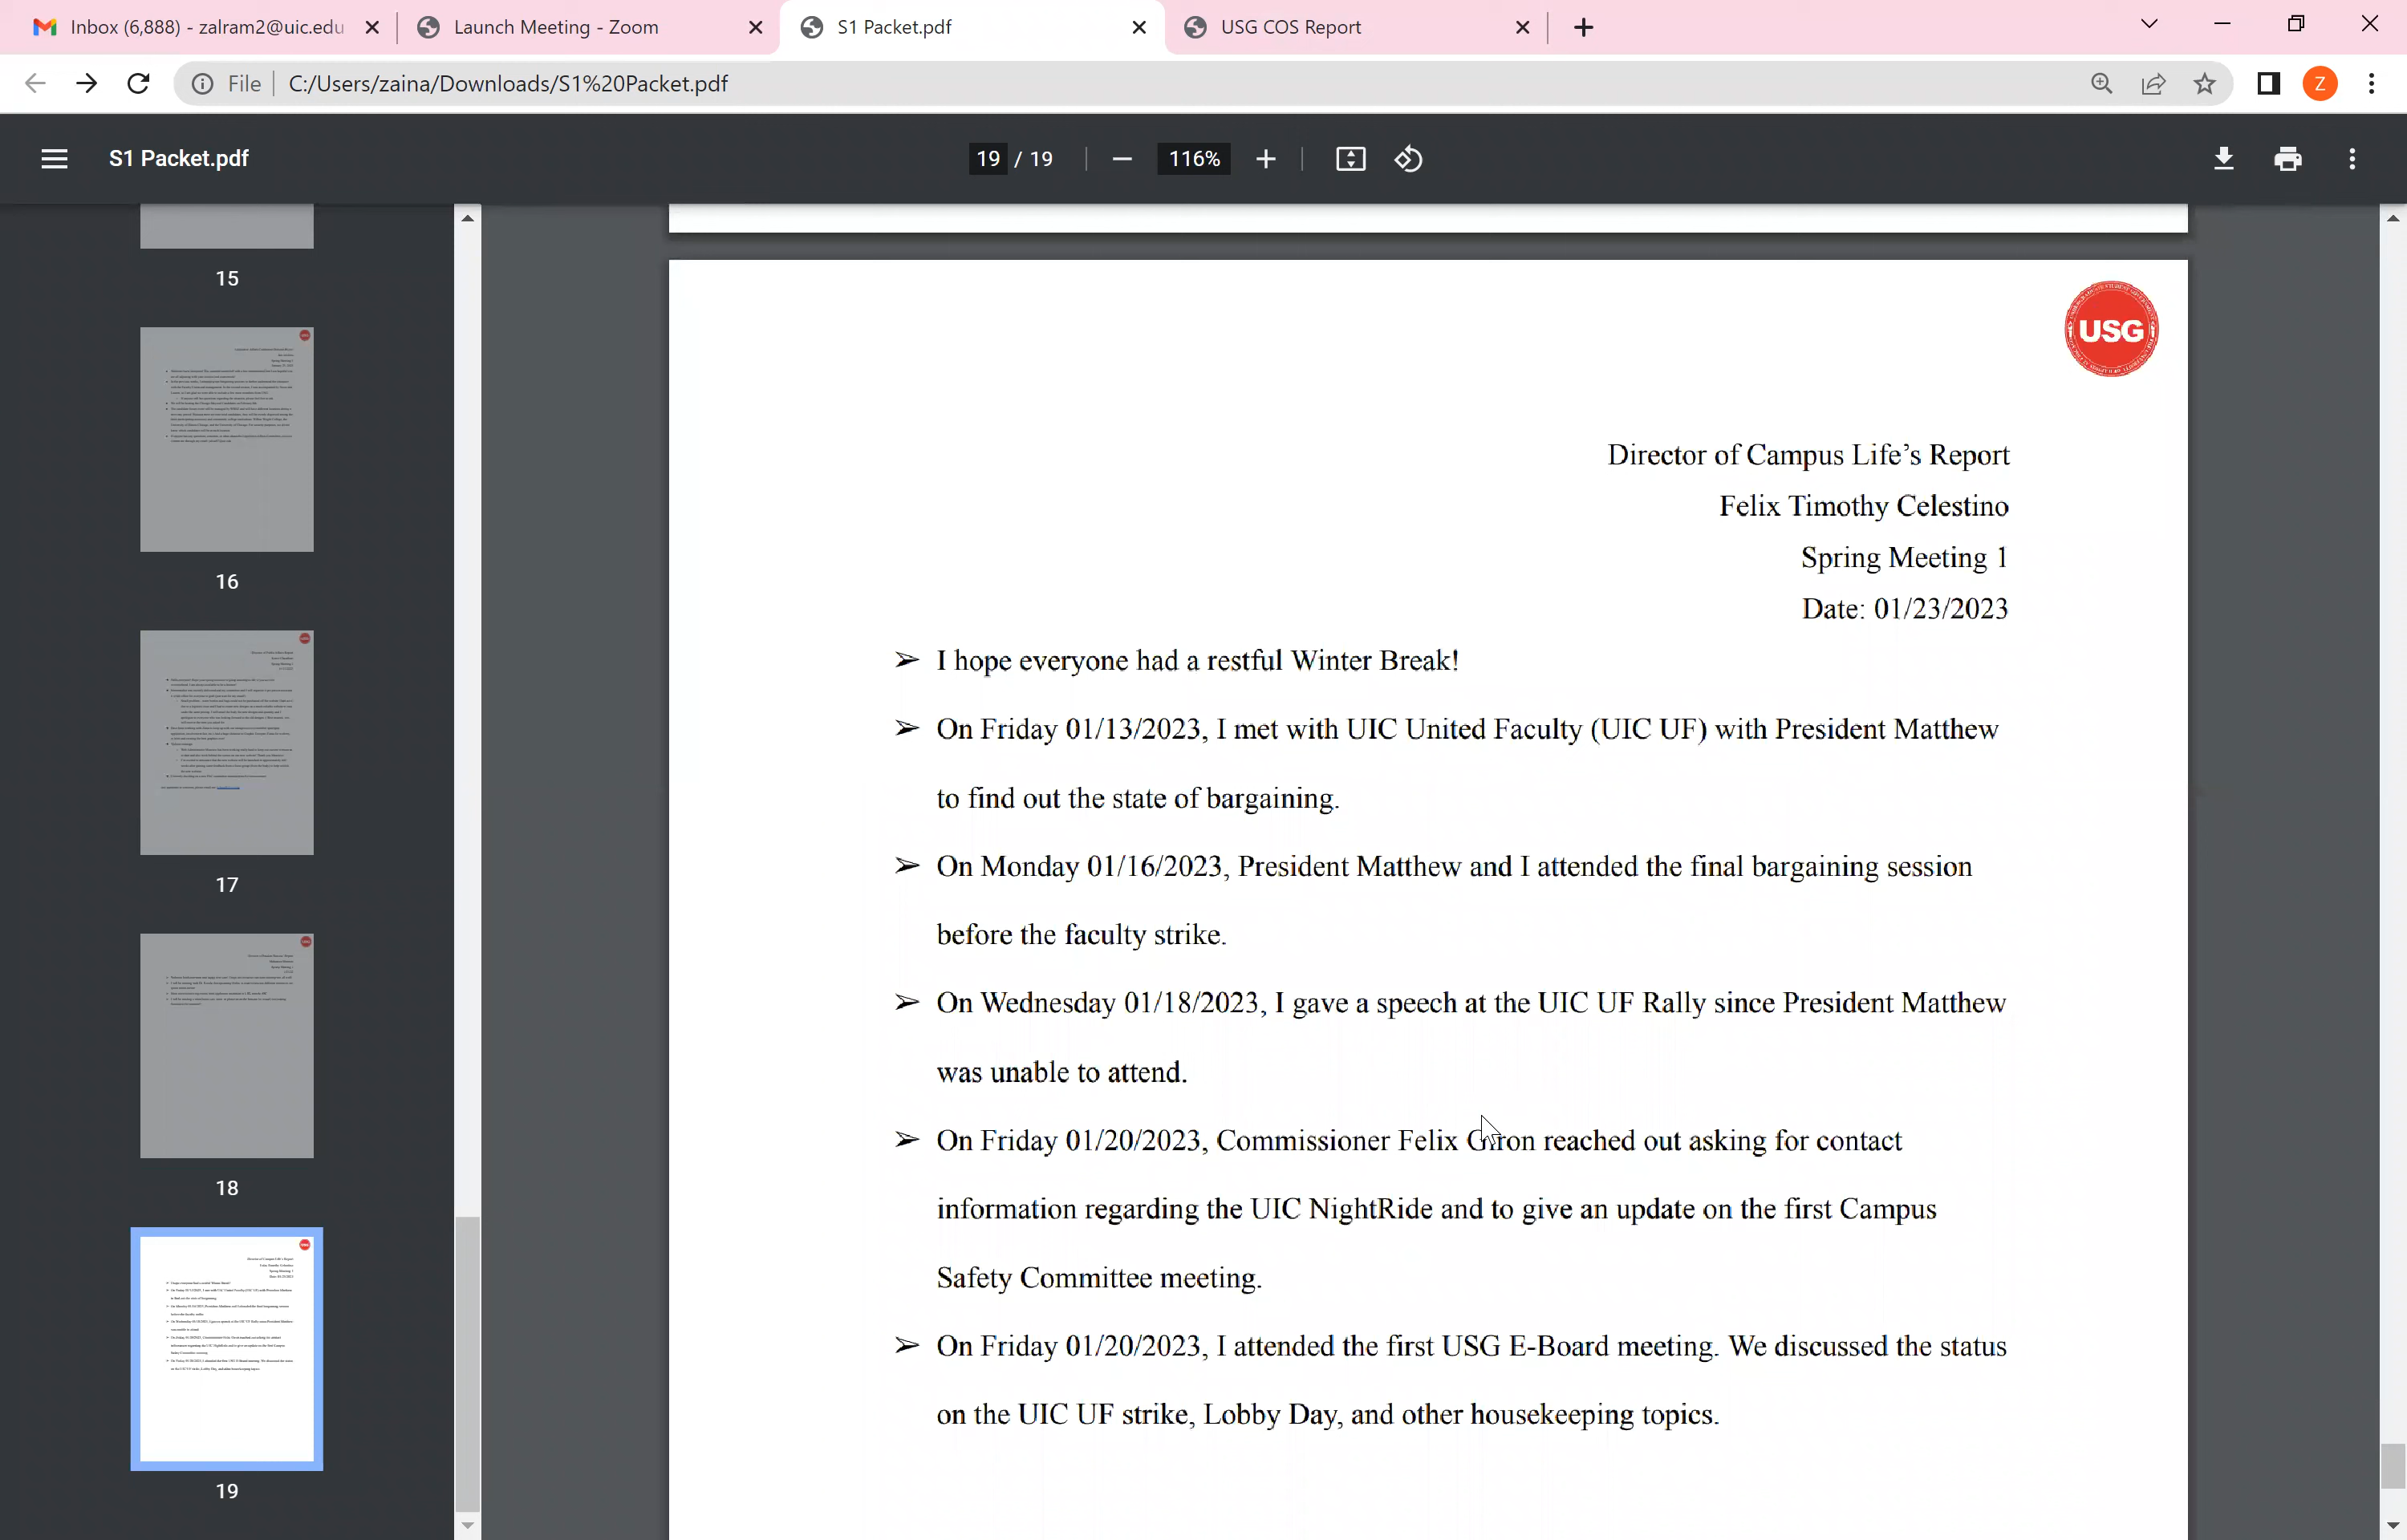 Inbox (6,888) - zalram2@uic.edu
Launch Meeting - Zoom
S1 Packet.pdf
USG COS Report
File
C:/Users/zaina/Downloads/S1%20Packet.pdf
Z
S1 Packet.pdf
19 / 19
116%
15
16
17
18
19
USG
Director of Campus Life’s Report
Felix Timothy Celestino
Spring Meeting 1
Date: 01/23/2023
➢ I hope everyone had a restful Winter Break!
➢ On Friday 01/13/2023, I met with UIC United Faculty (UIC UF) with President Matthew
to find out the state of bargaining.
➢ On Monday 01/16/2023, President Matthew and I attended the final bargaining session
before the faculty strike.
➢ On Wednesday 01/18/2023, I gave a speech at the UIC UF Rally since President Matthew
was unable to attend.
➢ On Friday 01/20/2023, Commissioner Felix Giron reached out asking for contact
information regarding the UIC NightRide and to give an update on the first Campus
Safety Committee meeting.
➢ On Friday 01/20/2023, I attended the first USG E-Board meeting. We discussed the status
on the UIC UF strike, Lobby Day, and other housekeeping topics.